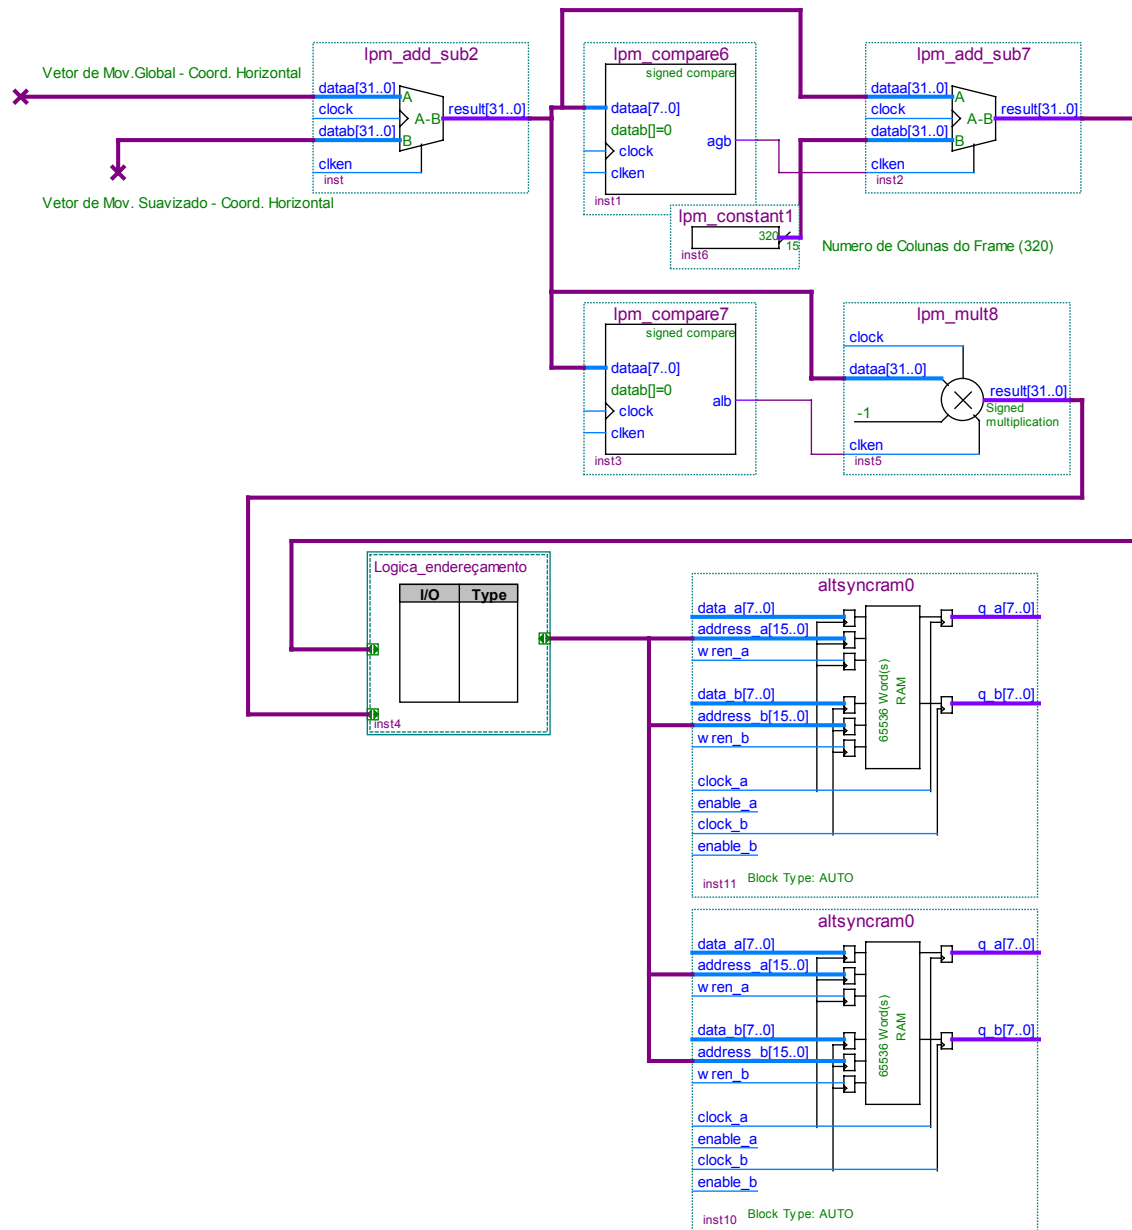 lpm_add_sub2
Vetor de Mov.Global - Coord. Horizontal
dataa[31..0]
A
clock
A-B
result[31..0]
datab[31..0]
B
clken
inst
Vetor de Mov. Suavizado - Coord. Horizontal
lpm_compare6
signed compare
dataa[7..0]
datab[]=0
agb
clock
clken
inst1
lpm_add_sub7
dataa[31..0]
A
clock
A-B
result[31..0]
datab[31..0]
B
clken
inst2
lpm_constant1
320
15
inst6
Numero de Colunas do Frame (320)
lpm_compare7
signed compare
dataa[7..0]
datab[]=0
alb
clock
clken
inst3
lpm_mult8
clock
dataa[31..0]
result[31..0]
-1
Signed
multiplication
clken
inst5
Logica_endereçamento
I/O Type
inst4
altsyncram0
data_a[7..0]
q_a[7..0]
address_a[15..0]
wren_a
data_b[7..0]
q_b[7..0]
address_b[15..0]
wren_b
65536 Word(s)
RAM
clock_a
enable_a
clock_b
enable_b
inst11
Block Type: AUTO
altsyncram0
data_a[7..0]
q_a[7..0]
address_a[15..0]
wren_a
data_b[7..0]
q_b[7..0]
address_b[15..0]
wren_b
65536 Word(s)
RAM
clock_a
enable_a
clock_b
enable_b
inst10
Block Type: AUTO